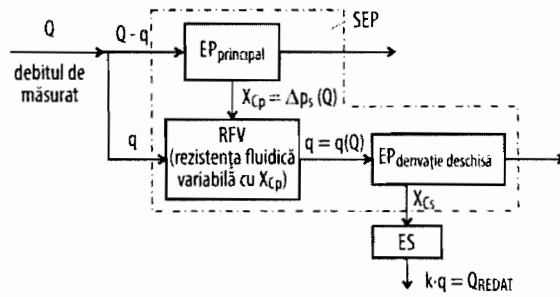 Q
Q - q
SEP
EPprincipal
debitul de
măsurat
XCp = Δps (Q)
q
RFV
(rezistența fluidică
variabilă cu XCp)
q = q(Q)
EPderivație deschisă
XCs
ES
k·q = QREDAT